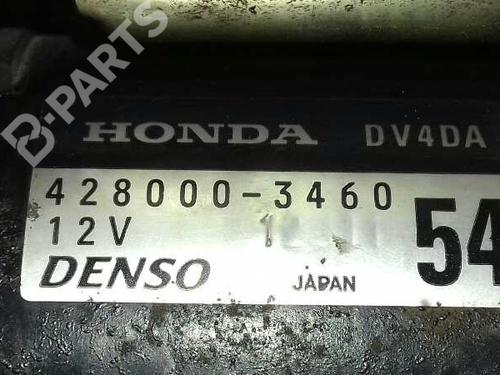 B-PARTS
HONDA DV4DA
428000-3460
12V
54
DENSO JAPAN